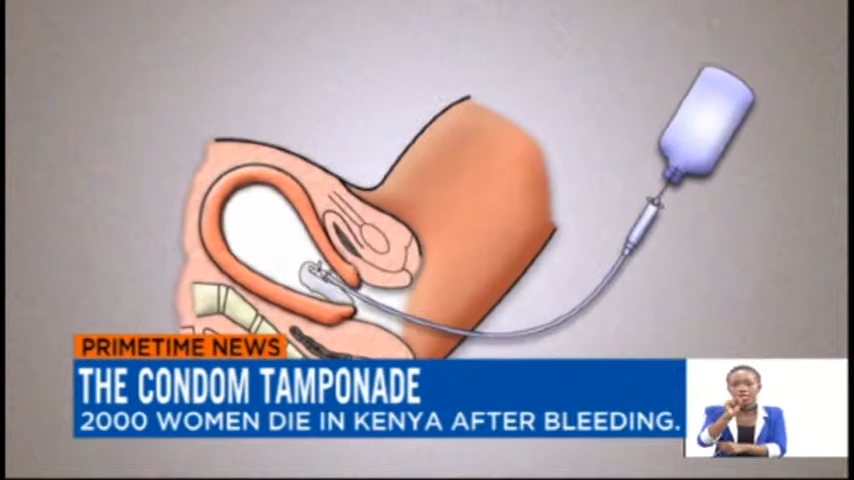 PRIMETIME NEWS
THE CONDOM TAMPONADE
2000 WOMEN DIE IN KENYA AFTER BLEEDING.